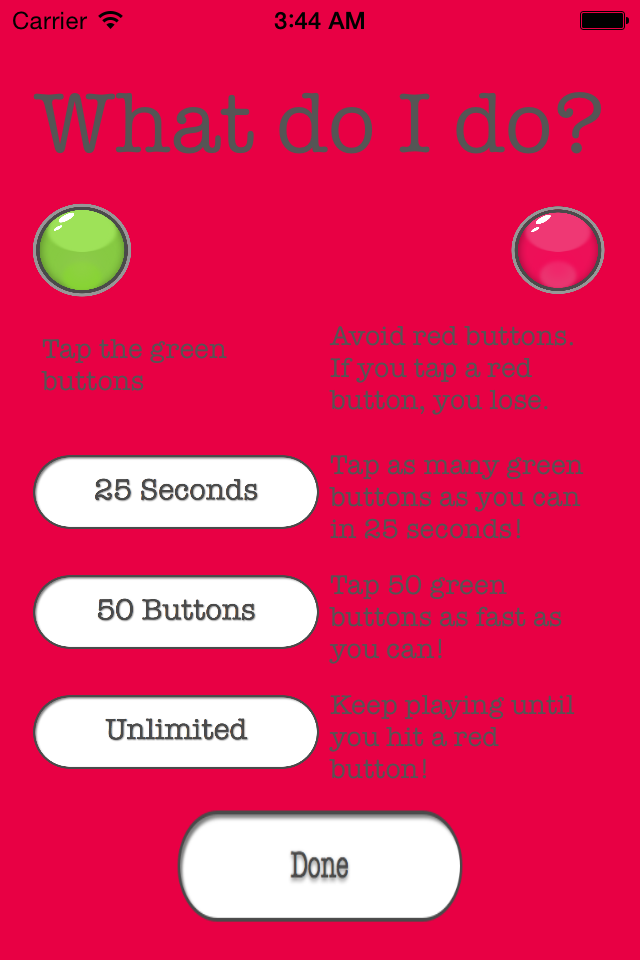 Carrier 3:44 AM
What do I do?
Tap the green
buttons
Avoid red buttons.
If you tap a red
button, you lose.
25 Seconds
Tap as many green
buttons as you can
in 25 seconds!
50 Buttons
Tap 50 green
buttons as fast as
you can!
Unlimited
Keep playing until
you hit a red
button!
Done